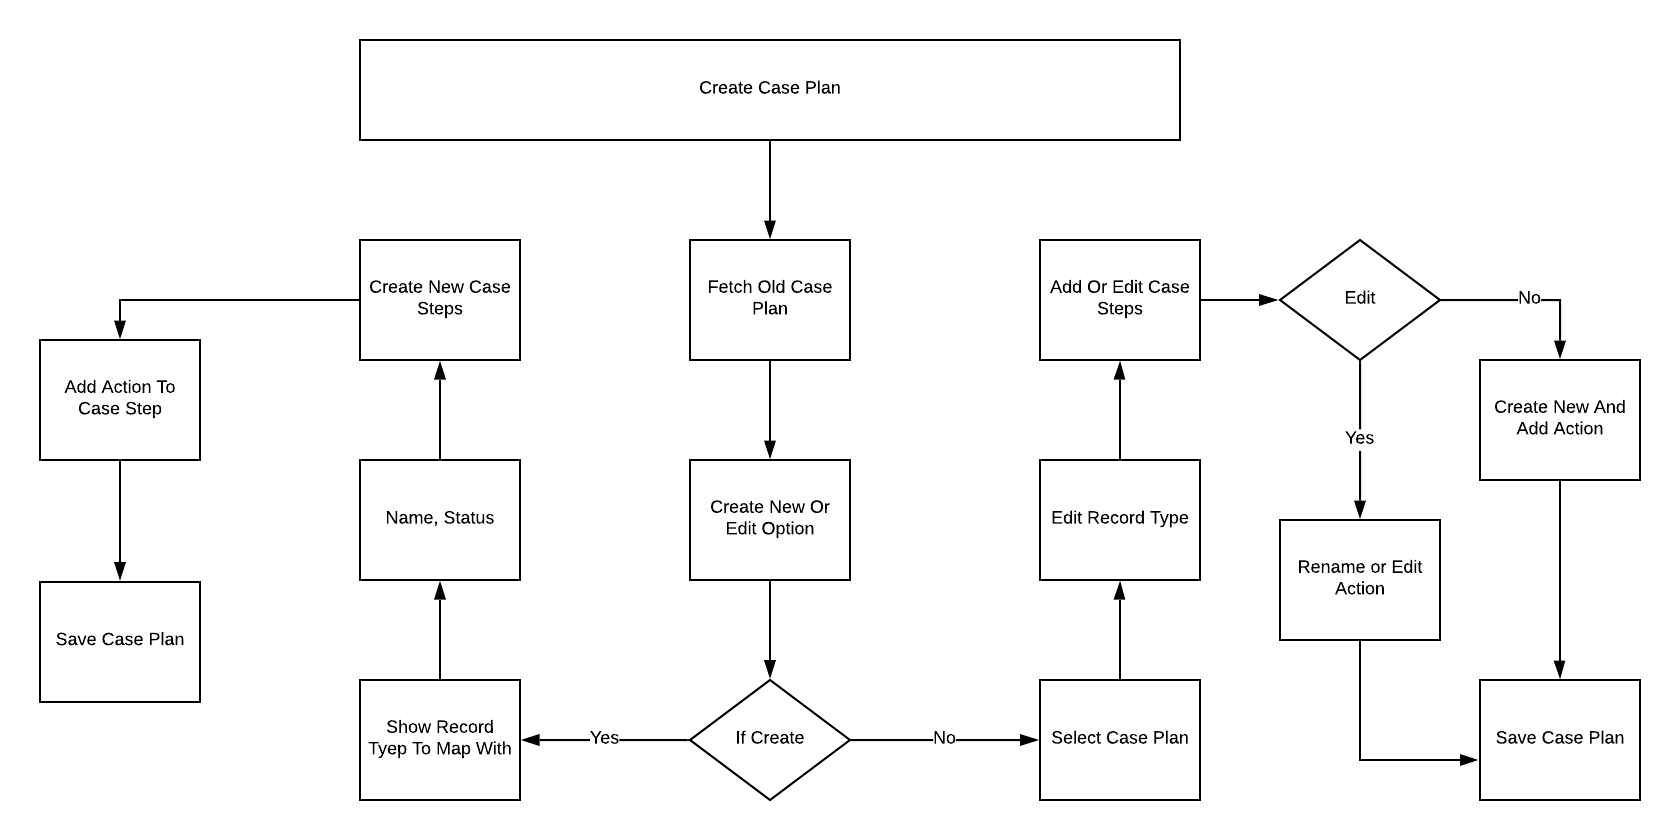 Create Case Plan
Create New Case
Steps
Fetch Old Case
Plan
Add Or Edit Case
Steps
Edit
No
Add Action To
Case Step
Create New And
Add Action
Yes
Name, Status
Create New Or
Edit Option
Edit Record Type
Rename or Edit
Action
Save Case Plan
Show Record
Tyep To Map With
Yes
If Create
No
Select Case Plan
Save Case Plan